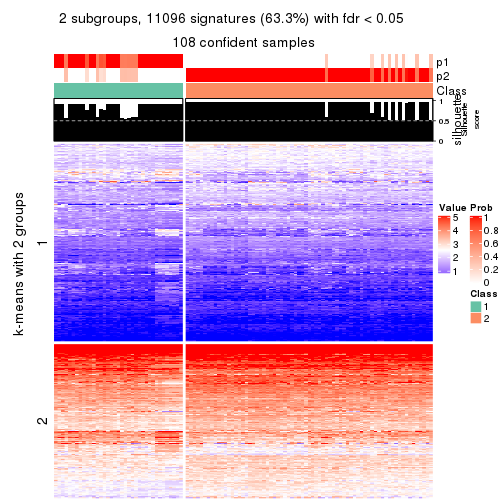 2 subgroups, 11096 signatures (63.3%) with fdr < 0.05
108 confident samples
p1
p2
Class
1
0.5
0
silhouette
Silhouette
score
k-means with 2 groups
1
2
Value
5
4
3
2
1
Prob
1
0.8
0.6
0.4
0.2
0
Class
1
2